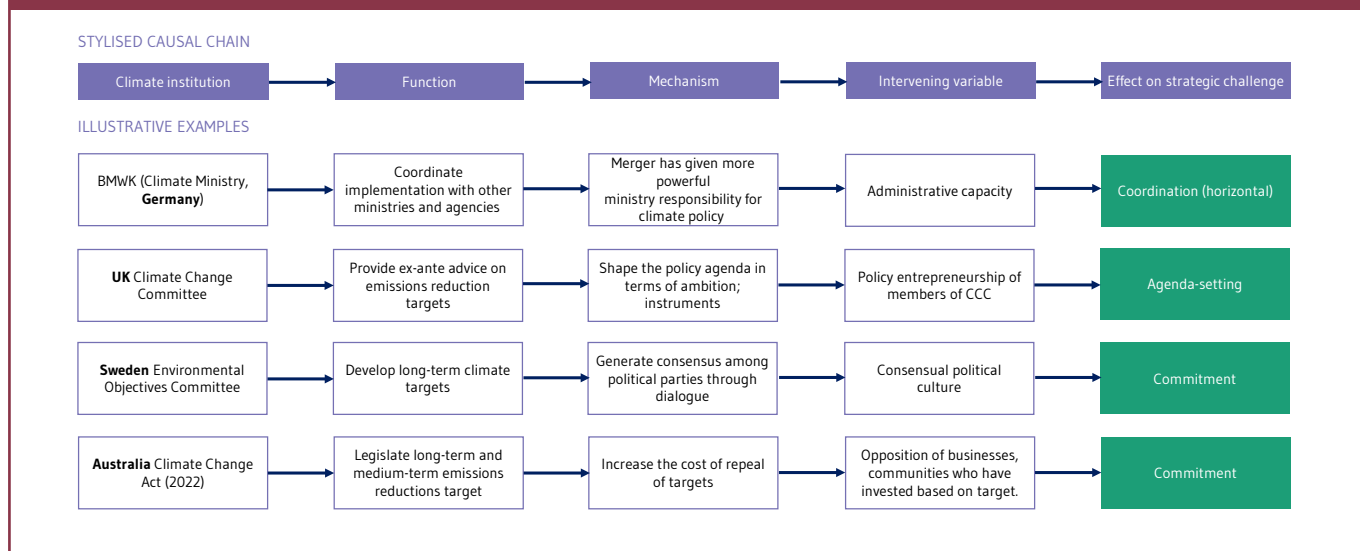 STYLISED CAUSAL CHAIN
Climate institution
Function
Mechanism
Intervening variable
Effect on strategic challenge
ILLUSTRATIVE EXAMPLES
BMWK (Climate Ministry,
Germany)
Coordinate
implementation with other
ministries and agencies
Merger has given more
powerful
ministry responsibility for
climate policy
Administrative capacity
Coordination (horizontal)
UK Climate Change
Committee
Provide ex-ante advice on
emissions reduction
targets
Shape the policy agenda in
terms of ambition;
instruments
Policy entrepreneurship of
members of CCC
Agenda-setting
Sweden Environmental
Objectives Committee
Develop long-term climate
targets
Generate consensus among
political parties through
dialogue
Consensual political
culture
Commitment
Australia Climate Change
Act (2022)
Legislate long-term and
medium-term emissions
reductions target
Increase the cost of repeal
of targets
Opposition of businesses,
communities who have
invested based on target.
Commitment